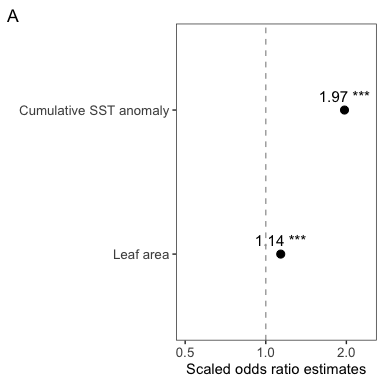 A
1.97 ***
Cumulative SST anomaly
1.14 ***
Leaf area
0.5 1.0 2.0
Scaled odds ratio estimates